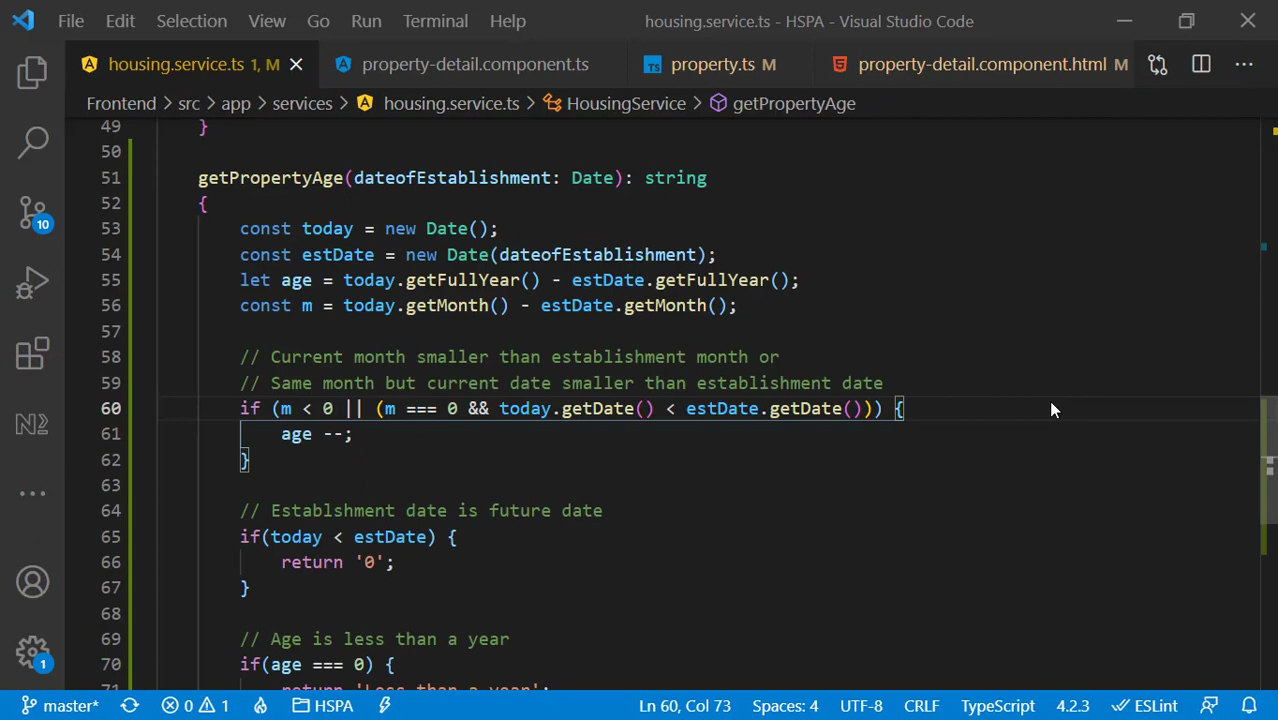 File Edit Selection View Go Run Terminal Help housing.service.ts - HSPA - Visual Studio Code
housing.service.ts 1, M property-detail.component.ts TS property.ts M property-detail.component.html M
Frontend > src > app > services > housing.service.ts > HousingService > getPropertyAge
49 }
50
51 getPropertyAge(dateofEstablishment: Date): string
52 {
53 const today = new Date();
54 const estDate = new Date(dateofEstablishment);
55 let age = today.getFullYear() - estDate.getFullYear();
56 const m = today.getMonth() - estDate.getMonth();
57
58 // Current month smaller than establishment month or
59 // Same month but current date smaller than establishment date
60 if (m < 0 || (m === 0 && today.getDate() < estDate.getDate())) {
61 age --;
62 }
63
64 // Establshment date is future date
65 if(today < estDate) {
66 return '0';
67 }
68
69 // Age is less than a year
70 if(age === 0) {
71 return 'Less than a year';
10
N2
1
master* 0 1 HSPA Ln 60, Col 73 Spaces: 4 UTF-8 CRLF TypeScript 4.2.3 ESLint